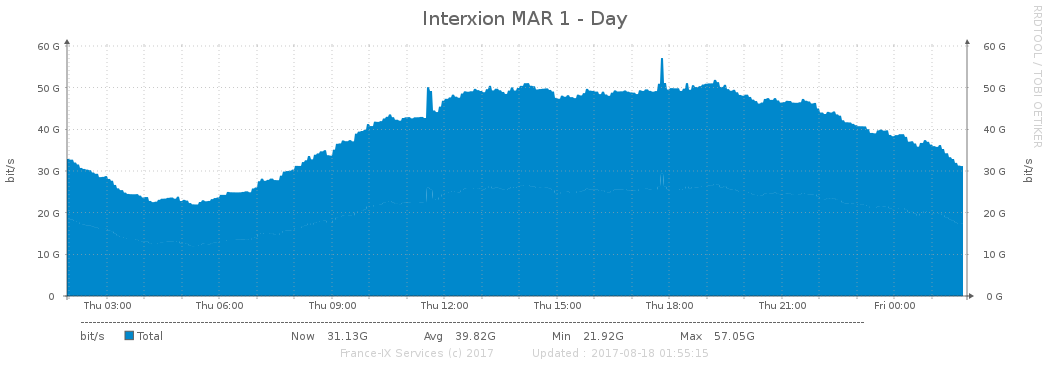 Interxion MAR 1 - Day
RRDTOOL / TOBI OETIKER
60 G 60 G
50 G 50 G
40 G 40 G
30 G 30 G
20 G 20 G
10 G 10 G
0 0 G
bit/s bit/s
Thu 03:00 Thu 06:00 Thu 09:00 Thu 12:00 Thu 15:00 Thu 18:00 Thu 21:00 Fri 00:00
bit/s Total Now 31.13G Avg 39.82G Min 21.92G Max 57.05G
France-IX Services (c) 2017 Updated : 2017-08-18 01:55:15